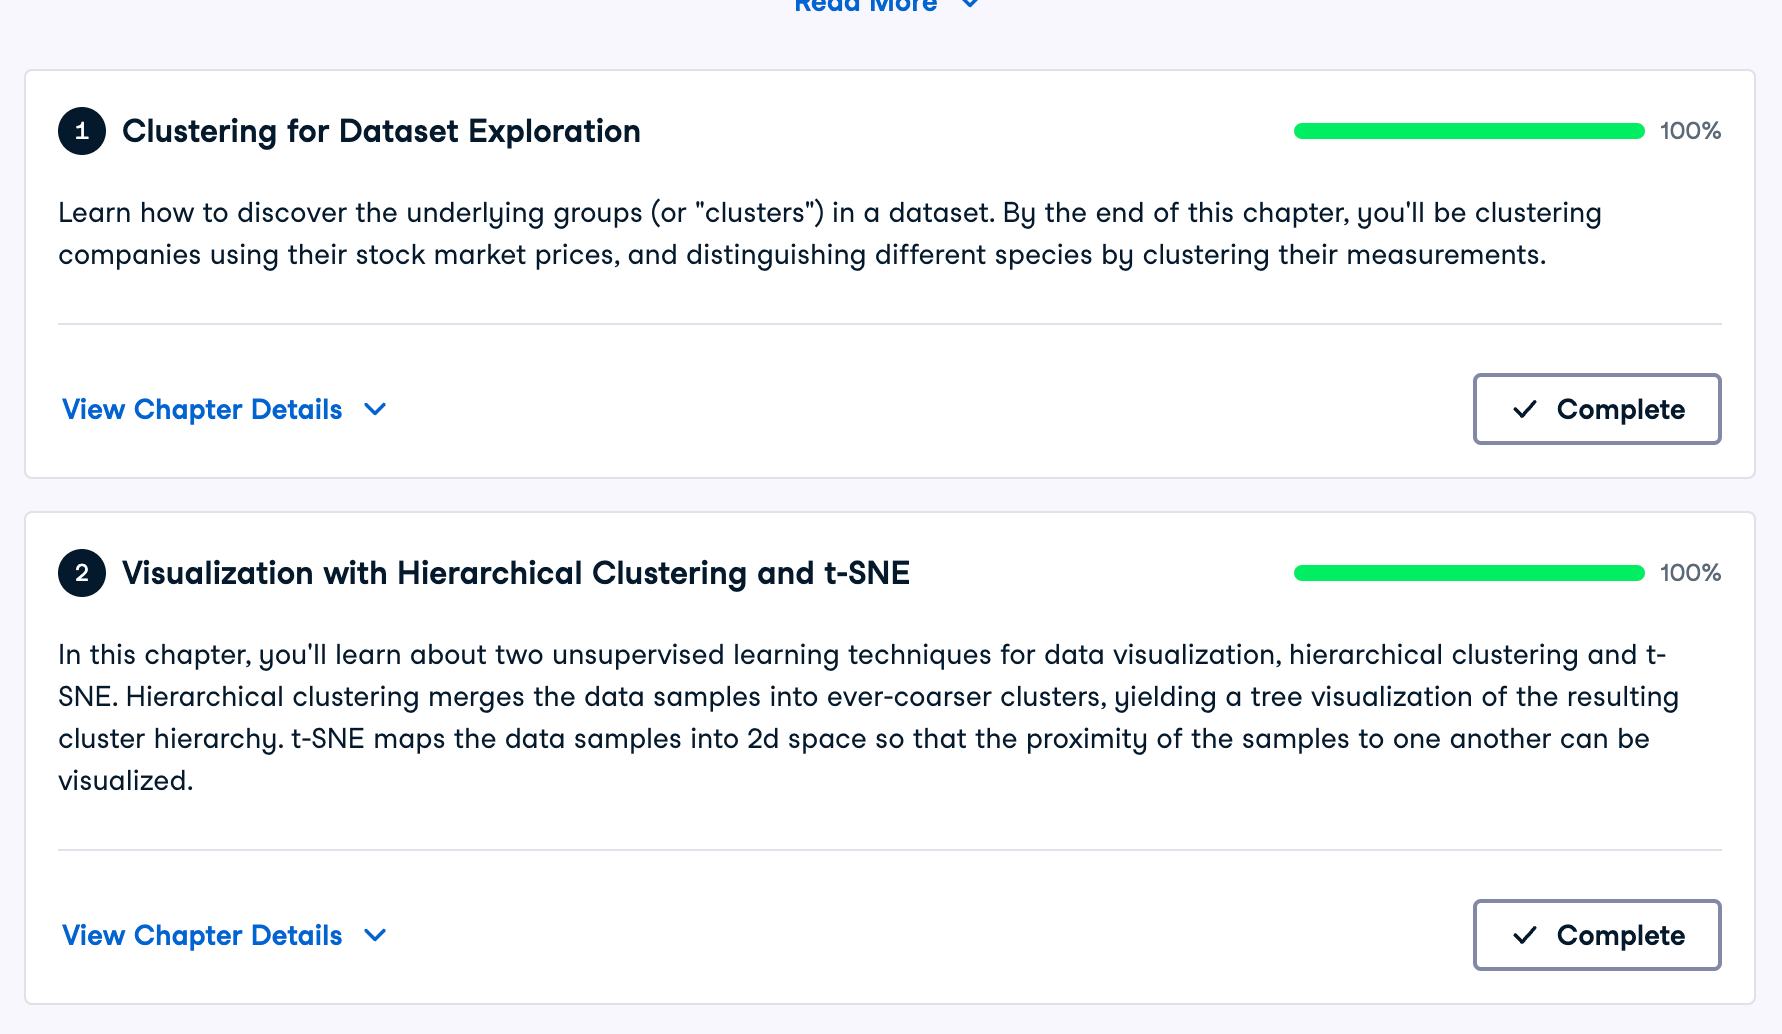 Read More
1 Clustering for Dataset Exploration 100%
Learn how to discover the underlying groups (or "clusters") in a dataset. By the end of this chapter, you'll be clustering
companies using their stock market prices, and distinguishing different species by clustering their measurements.
View Chapter Details Complete
2 Visualization with Hierarchical Clustering and t-SNE 100%
In this chapter, you'll learn about two unsupervised learning techniques for data visualization, hierarchical clustering and t-
SNE. Hierarchical clustering merges the data samples into ever-coarser clusters, yielding a tree visualization of the resulting
cluster hierarchy. t-SNE maps the data samples into 2d space so that the proximity of the samples to one another can be
visualized.
View Chapter Details Complete